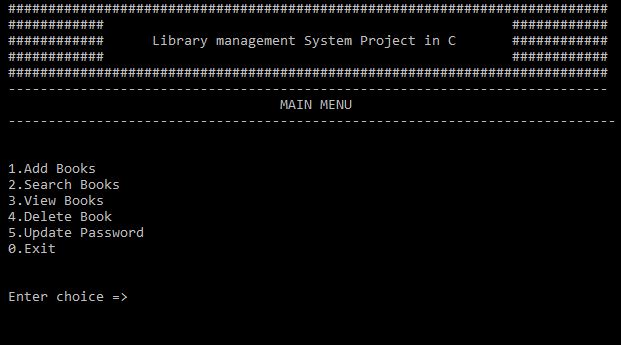 ###########################################################################
############                                                   ############
############      Library management System Project in C       ############
############                                                   ############
###########################################################################
---------------------------------------------------------------------------
                                  MAIN MENU
----------------------------------------------------------------------------
1.Add Books
2.Search Books
3.View Books
4.Delete Book
5.Update Password
0.Exit
Enter choice =>